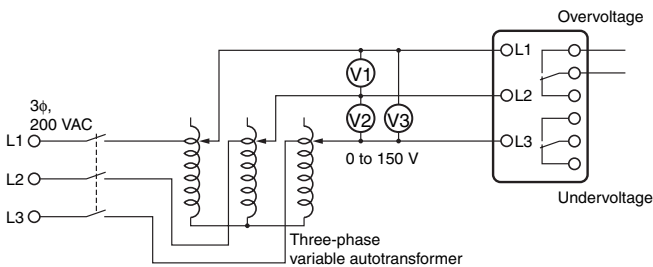 Overvoltage
L1
V1
3ϕ,
200 VAC
L2
V2 V3
L1
L3
0 to 150 V
L2
Undervoltage
L3
Three-phase
variable autotransformer